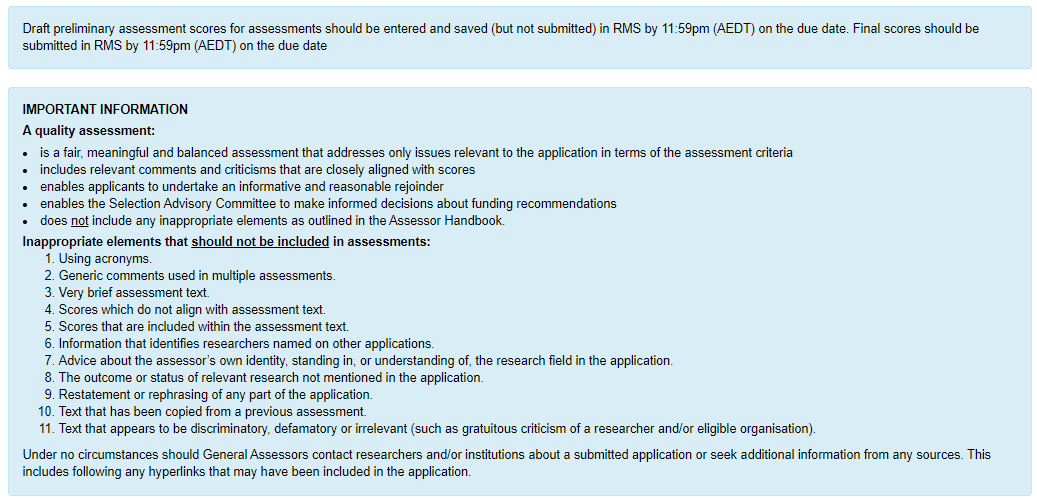 Draft preliminary assessment scores for assessments should be entered and saved (but not submitted) in RMS by 11:59pm (AEDT) on the due date. Final scores should be
submitted in RMS by 11:59pm (AEDT) on the due date
IMPORTANT INFORMATION
A quality assessment:
• is a fair, meaningful and balanced assessment that addresses only issues relevant to the application in terms of the assessment criteria
• includes relevant comments and criticisms that are closely aligned with scores
• enables applicants to undertake an informative and reasonable rejoinder
• enables the Selection Advisory Committee to make informed decisions about funding recommendations
• does not include any inappropriate elements as outlined in the Assessor Handbook.
Inappropriate elements that should not be included in assessments:
1. Using acronyms.
2. Generic comments used in multiple assessments.
3. Very brief assessment text.
4. Scores which do not align with assessment text.
5. Scores that are included within the assessment text.
6. Information that identifies researchers named on other applications.
7. Advice about the assessor's own identity, standing in, or understanding of, the research field in the application.
8. The outcome or status of relevant research not mentioned in the application.
9. Restatement or rephrasing of any part of the application.
10. Text that has been copied from a previous assessment.
11. Text that appears to be discriminatory, defamatory or irrelevant (such as gratuitous criticism of a researcher and/or eligible organisation).
Under no circumstances should General Assessors contact researchers and/or institutions about a submitted application or seek additional information from any sources. This
includes following any hyperlinks that may have been included in the application.